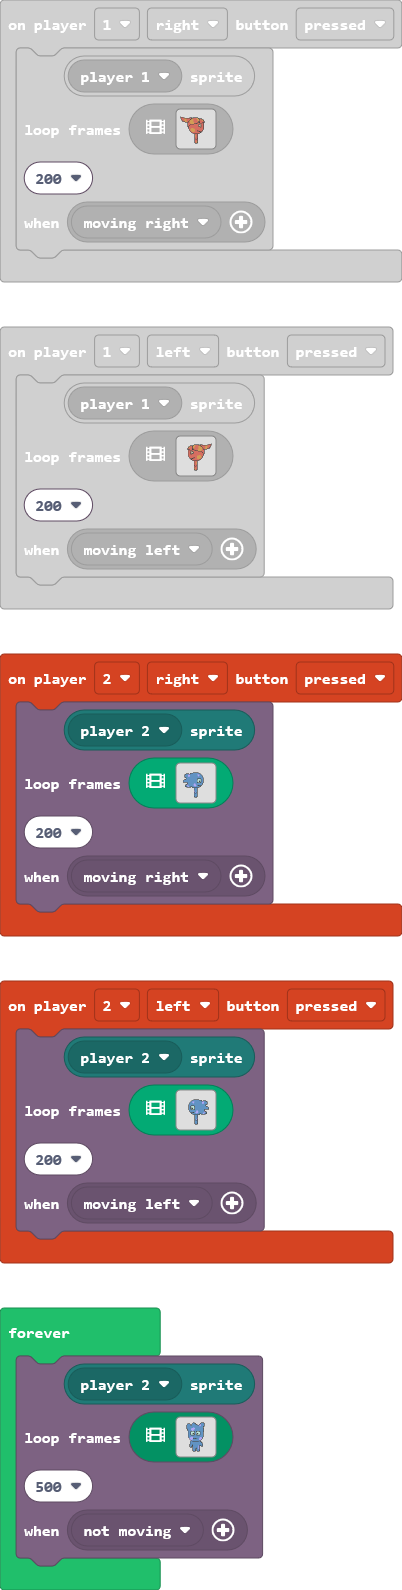 on player 1 right button pressed
player 1 sprite
loop frames
200
when moving right
on player 1 left button pressed
player 1 sprite
loop frames
200
when moving left
on player 2 right button pressed
player 2 sprite
loop frames
200
when moving right
on player 2 left button pressed
player 2 sprite
loop frames
200
when moving left
forever
player 2 sprite
loop frames
500
when not moving